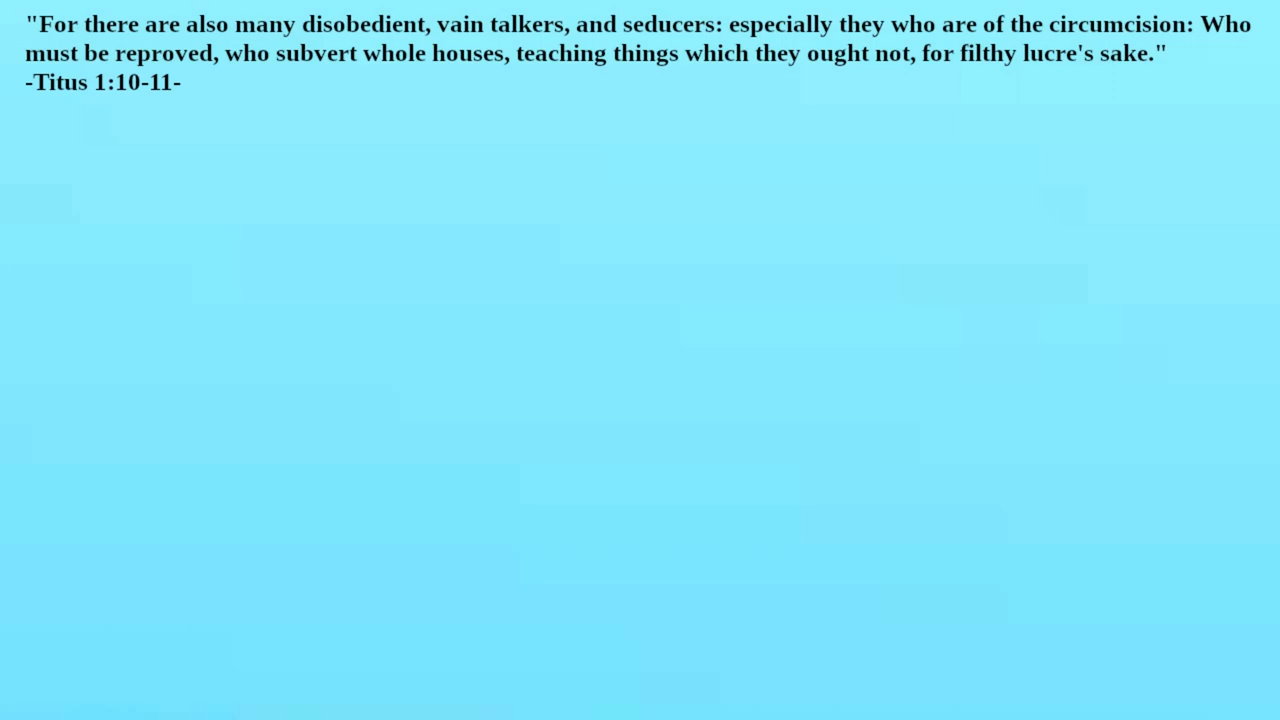 "For there are also many disobedient, vain talkers, and seducers: especially they who are of the circumcision: Who
must be reproved, who subvert whole houses, teaching things which they ought not, for filthy lucre's sake."
-Titus 1:10-11-